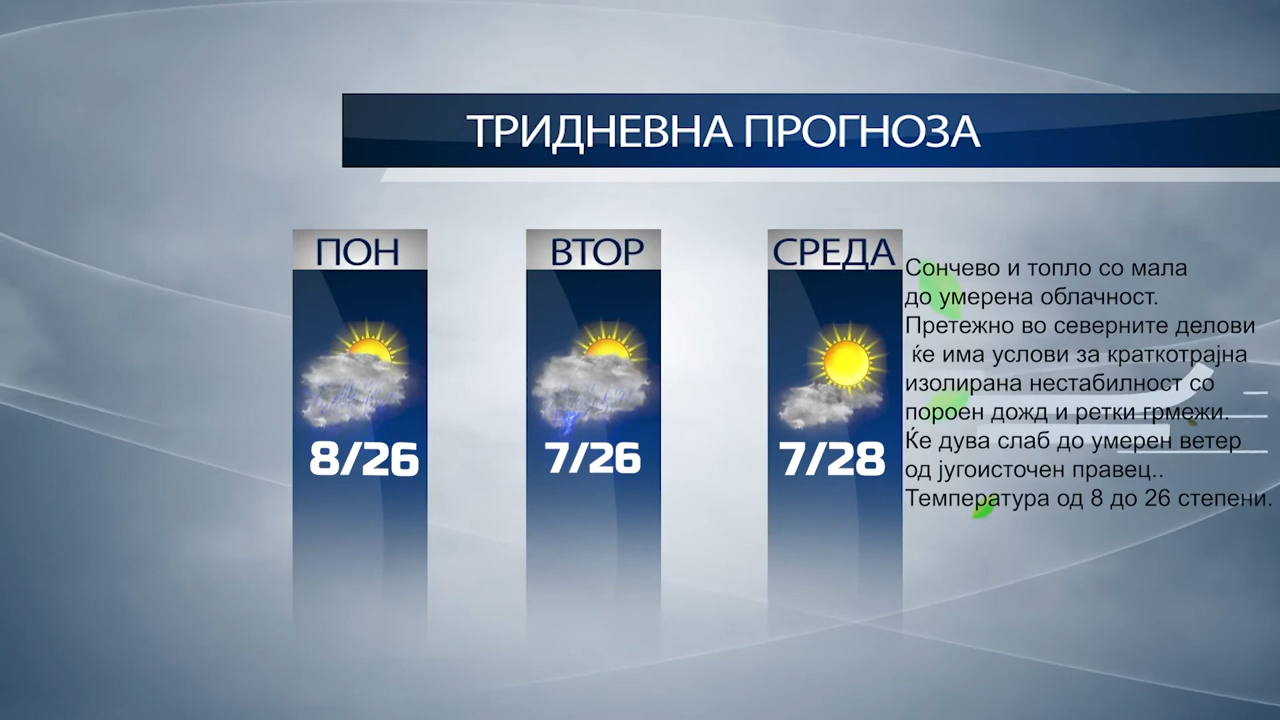 ТРИДНЕВНА ПРОГНОЗА
ПОН
8/26
ВТОР
7/26
СРЕДА
7/28
Сончево и топло со мала
до умерена облачност.
Претежно во северните делови
ќе има услови за краткотрајна
изолирана нестабилност со
пороен дожд и ретки грмежи.
Ќе дува слаб до умерен ветер
од југоисточен правец..
Температура од 8 до 26 степени.